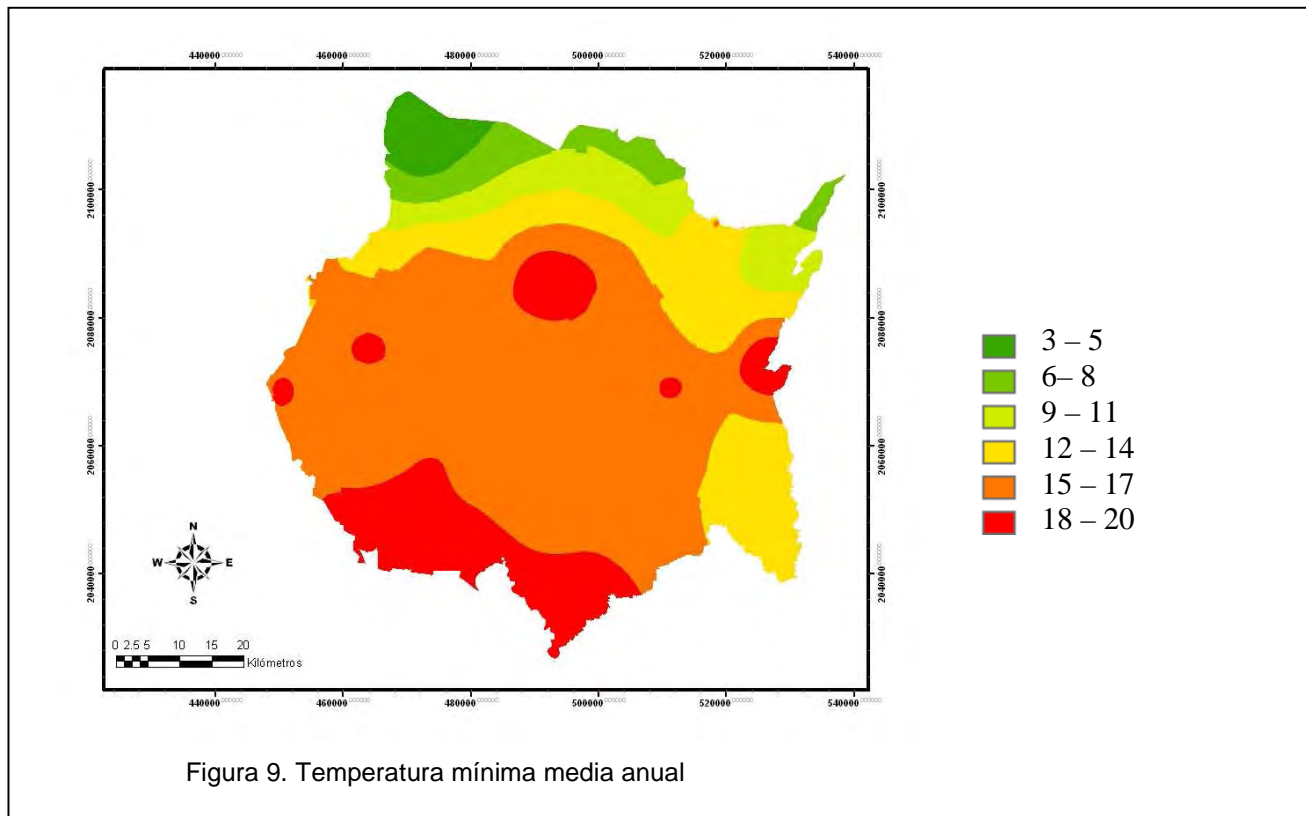 440000 460000 480000 500000 520000 540000
2100000 2100000
2080000 2080000
2060000 2060000
2040000 2040000
N
W E
S
0 2.5 5 10 15 20
Kilómetros
440000 460000 480000 500000 520000 540000
3 – 5
6– 8
9 – 11
12 – 14
15 – 17
18 – 20
Figura 9. Temperatura mínima media anual